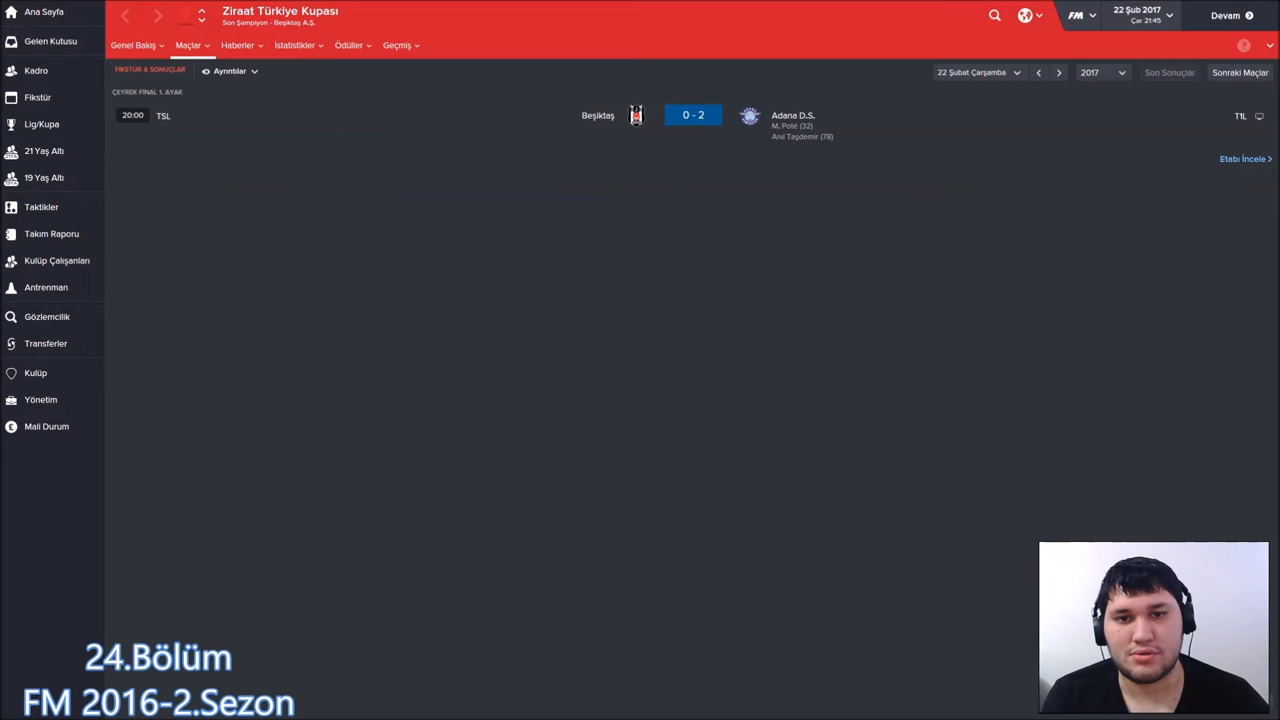 Ana Sayfa
Gelen Kutusu
Kadro
Fikstür
Lig/Kupa
21 Yaş Altı
19 Yaş Altı
Taktikler
Takım Raporu
Kulüp Çalışanları
Antrenman
Gözlemcilik
Transferler
Kulüp
Yönetim
Mali Durum
Ziraat Türkiye Kupası
Son Şampiyon - Beşiktaş A.Ş.
FM
22 Şub 2017
Çar 21:45
Devam
Genel Bakış
Maçlar
Haberler
İstatistikler
Ödüller
Geçmiş
FİKSTÜR & SONUÇLAR
Ayrıntılar
22 Şubat Çarşamba
2017
Son Sonuçlar
Sonraki Maçlar
ÇEYREK FİNAL 1. AYAK
20:00 TSL Beşiktaş 0 - 2 Adana D.S. T1L
M. Poté (32)
Anıl Taşdemir (78)
Etabı İncele
24.Bölüm
FM 2016-2.Sezon